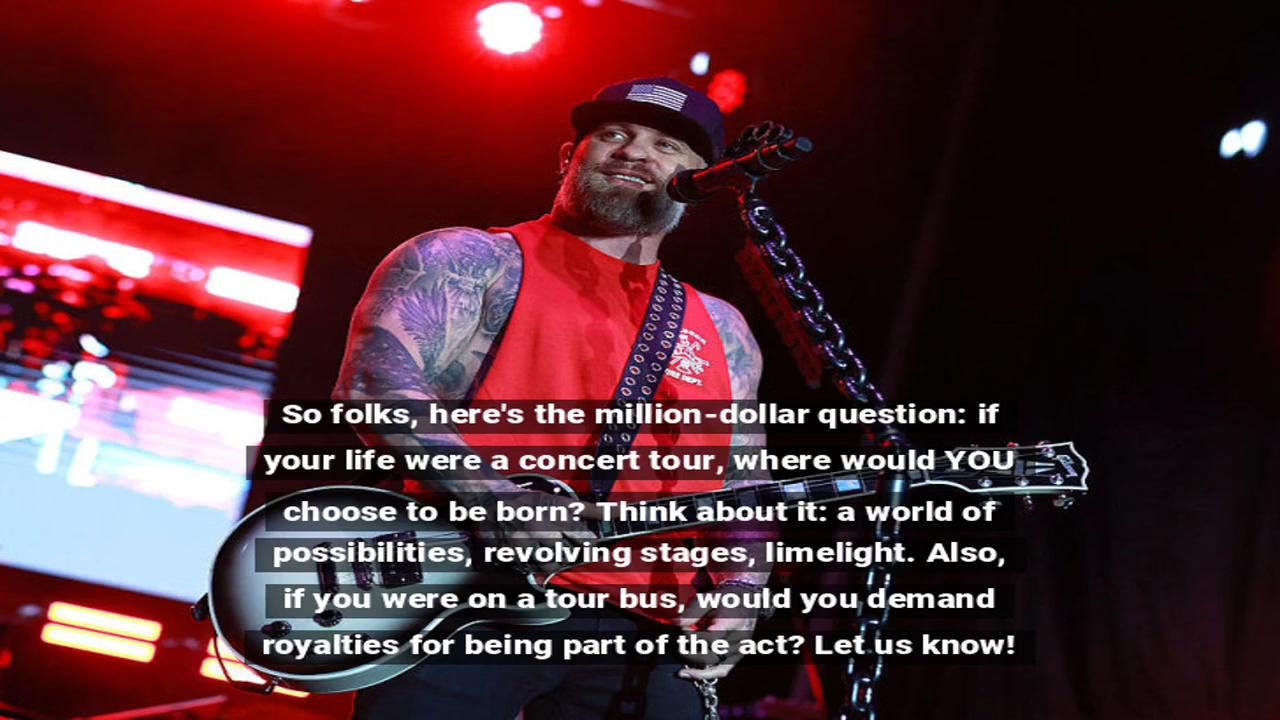 So folks, here's the million-dollar question: if
your life were a concert tour, where would YOU
choose to be born? Think about it: a world of
possibilities, revolving stages, limelight. Also,
if you were on a tour bus, would you demand
royalties for being part of the act? Let us know!